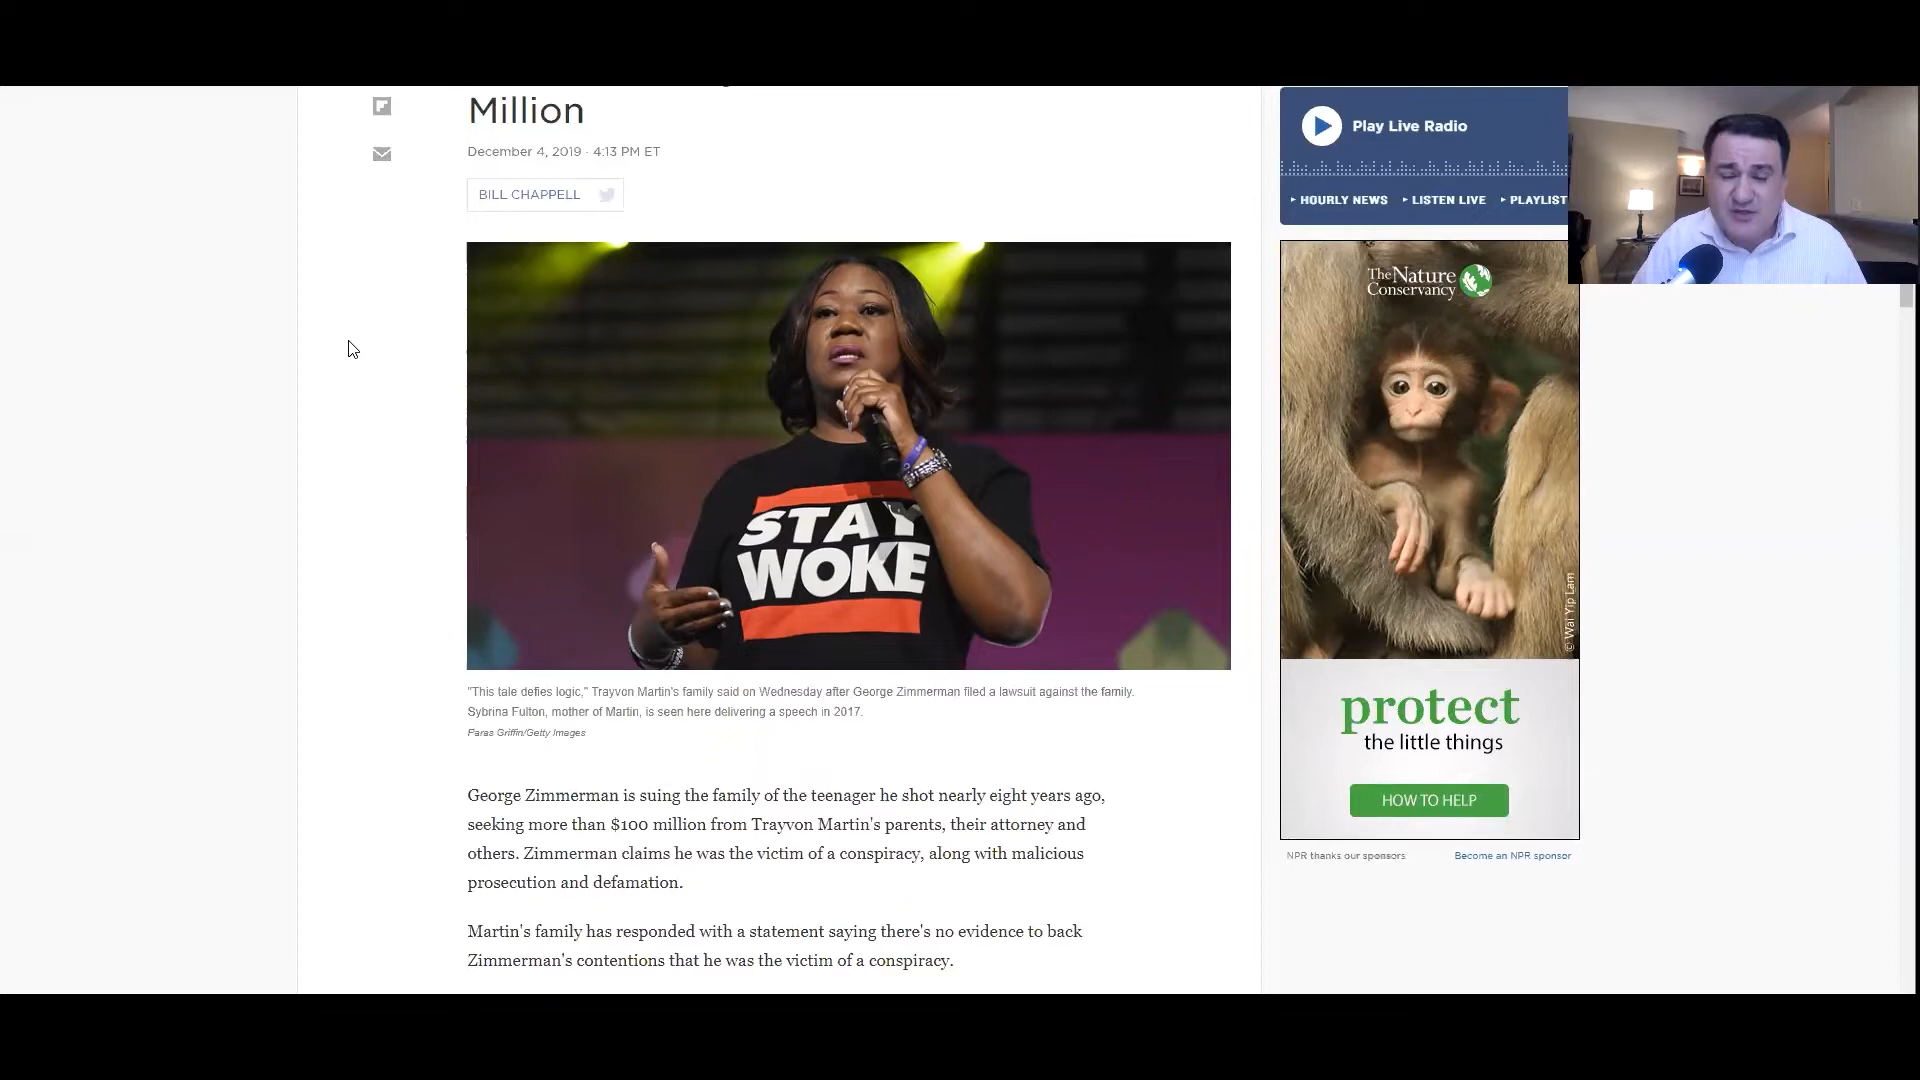 Million
December 4, 2019 · 4:13 PM ET
BILL CHAPPELL
STAY
WOKE
"This tale defies logic," Trayvon Martin's family said on Wednesday after George Zimmerman filed a lawsuit against the family.
Sybrina Fulton, mother of Martin, is seen here delivering a speech in 2017.
Paras Griffin/Getty Images
George Zimmerman is suing the family of the teenager he shot nearly eight years ago,
seeking more than $100 million from Trayvon Martin's parents, their attorney and
others. Zimmerman claims he was the victim of a conspiracy, along with malicious
prosecution and defamation.
Martin's family has responded with a statement saying there's no evidence to back
Zimmerman's contentions that he was the victim of a conspiracy.
Play Live Radio
HOURLY NEWS LISTEN LIVE PLAYLIST
The Nature
Conservancy
© Wai Yip Lam
protect
the little things
HOW TO HELP
NPR thanks our sponsors Become an NPR sponsor